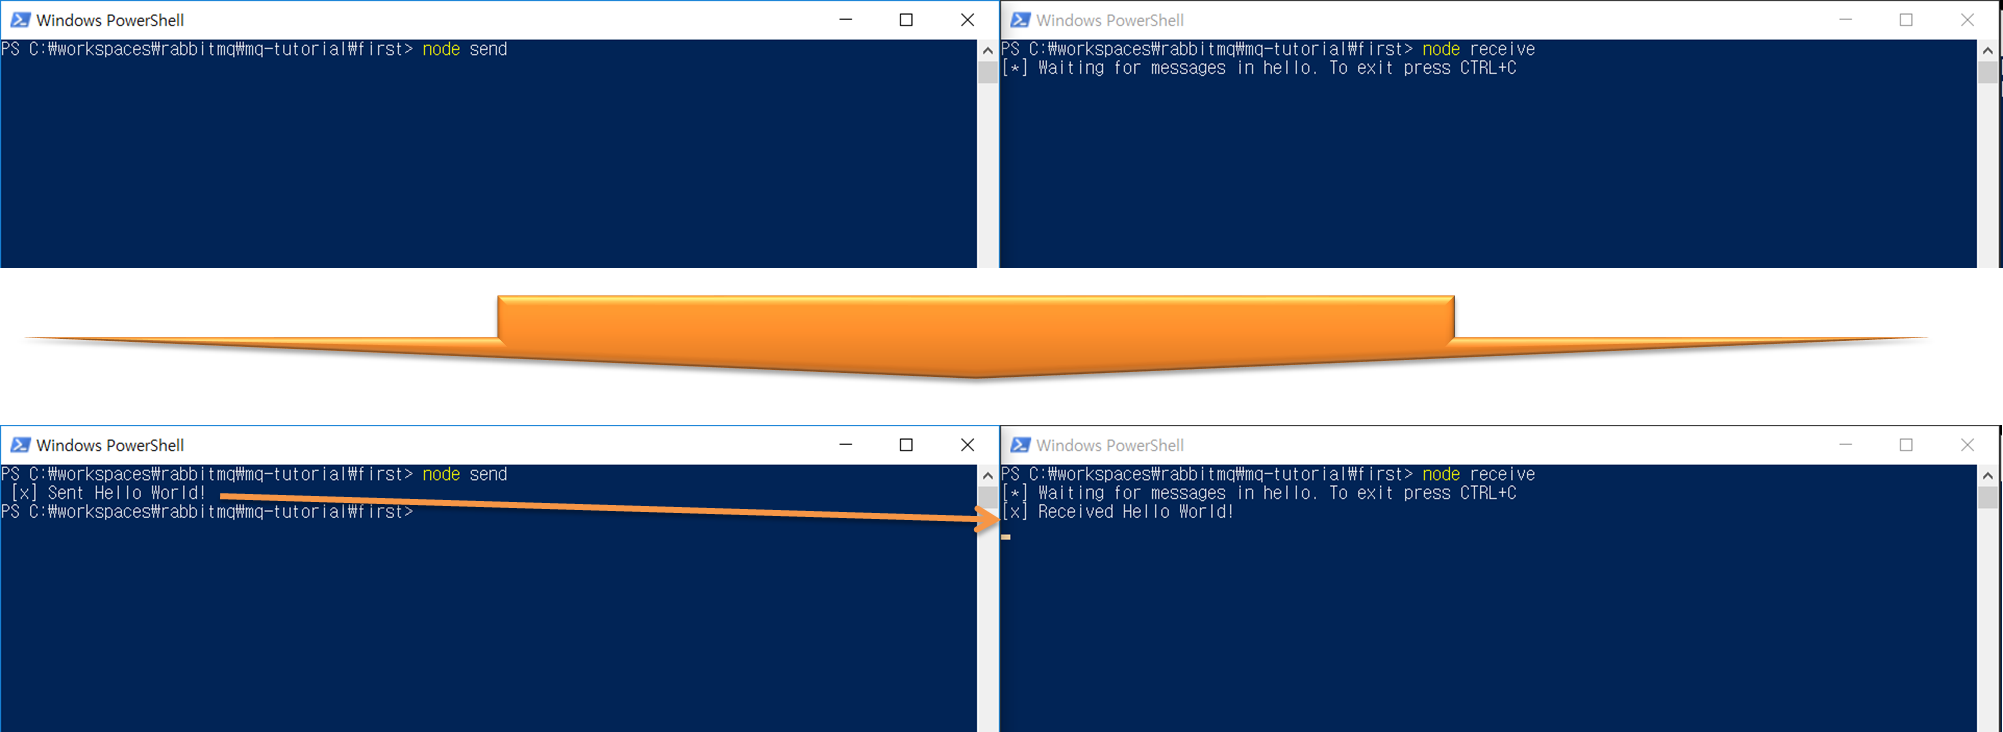 Windows PowerShell
PS C:₩workspaces₩rabbitmq₩mq-tutorial₩first> node send
Windows PowerShell
PS C:₩workspaces₩rabbitmq₩mq-tutorial₩first> node receive
[*] Waiting for messages in hello. To exit press CTRL+C
Windows PowerShell
PS C:₩workspaces₩rabbitmq₩mq-tutorial₩first> node send
[x] Sent Hello World!
PS C:₩workspaces₩rabbitmq₩mq-tutorial₩first>
Windows PowerShell
PS C:₩workspaces₩rabbitmq₩mq-tutorial₩first> node receive
[*] Waiting for messages in hello. To exit press CTRL+C
[x] Received Hello World!